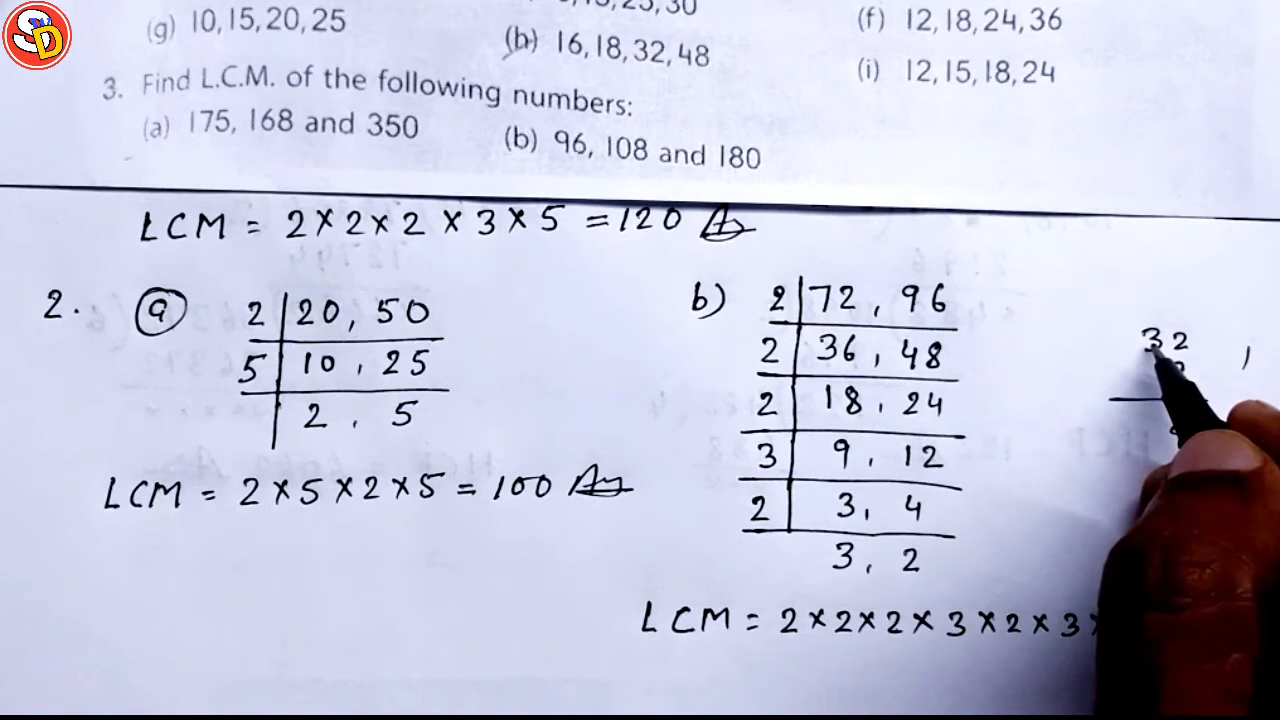 SD
(g) 10, 15, 20, 25
(h) 16, 18, 32, 48
(f) 12, 18, 24, 36
(i) 12, 15, 18, 24
3. Find L.C.M. of the following numbers:
(a) 175, 168 and 350
(b) 96, 108 and 180
LCM = 2 × 2 × 2 × 3 × 5 = 120
2. (a)
2 | 20, 50
5 | 10, 25
2, 5
LCM = 2 × 5 × 2 × 5 = 100
b)
2 | 72, 96
2 | 36, 48
2 | 18, 24
3 | 9, 12
2 | 3, 4
3, 2
LCM = 2 × 2 × 2 × 3 × 2 × 3
32